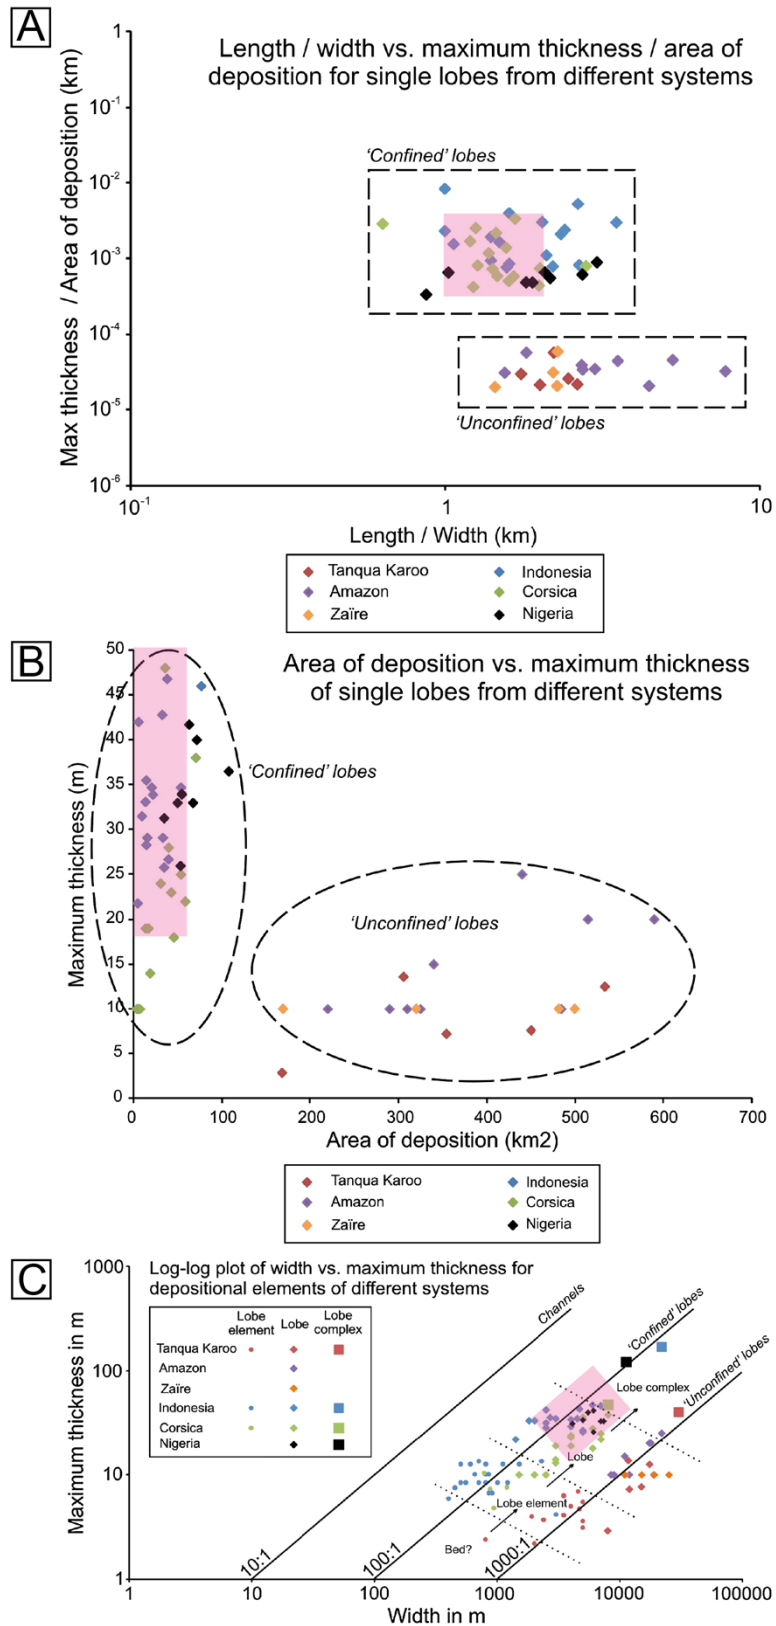 A
Length / width vs. maximum thickness / area of
deposition for single lobes from different systems
Max thickness / Area of deposition (km)
1
10-1
10-2
10-3
10-4
10-5
10-6
'Confined' lobes
'Unconfined' lobes
10-1 1 10
Length / Width (km)
Tanqua Karoo Indonesia
Amazon Corsica
Zaïre Nigeria
B
Area of deposition vs. maximum thickness
of single lobes from different systems
Maximum thickness (m)
50
45
40
35
30
25
20
15
10
5
0
'Confined' lobes
'Unconfined' lobes
0 100 200 300 400 500 600 700
Area of deposition (km2)
Tanqua Karoo Indonesia
Amazon Corsica
Zaïre Nigeria
C
Log-log plot of width vs. maximum thickness for
depositional elements of different systems
Maximum thickness in m
1000
100
10
1
Lobe element Lobe Lobe complex
Tanqua Karoo
Amazon
Zaïre
Indonesia
Corsica
Nigeria
Channels
'Confined' lobes
'Unconfined' lobes
Lobe complex
Lobe
Lobe element
Bed?
10:1
100:1
1000:1
1 10 100 1000 10000 100000
Width in m